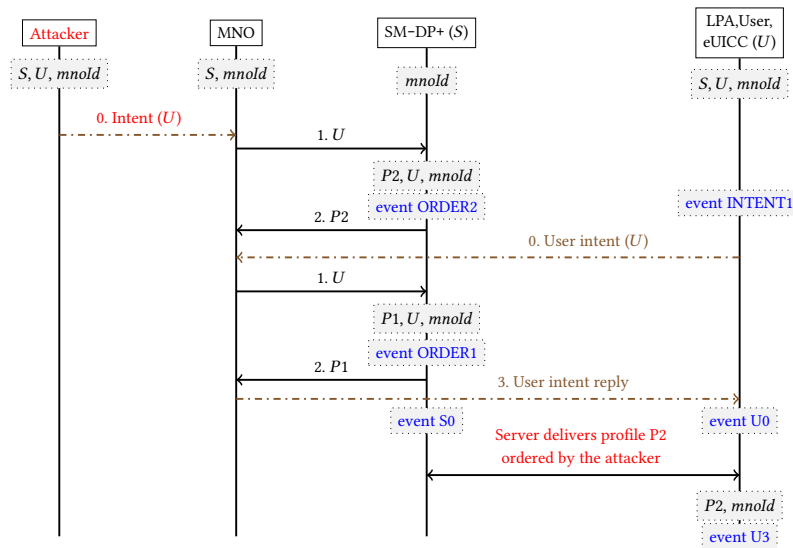 Attacker
MNO
SM-DP+ (S)
LPA,User,
eUICC (U)
S, U, mnoId
S, mnoId
mnoId
S, U, mnoId
0. Intent (U)
1. U
P2, U, mnoId
event ORDER2
event INTENT1
2. P2
0. User intent (U)
1. U
P1, U, mnoId
event ORDER1
2. P1
3. User intent reply
event S0
event U0
Server delivers profile P2
ordered by the attacker
P2, mnoId
event U3